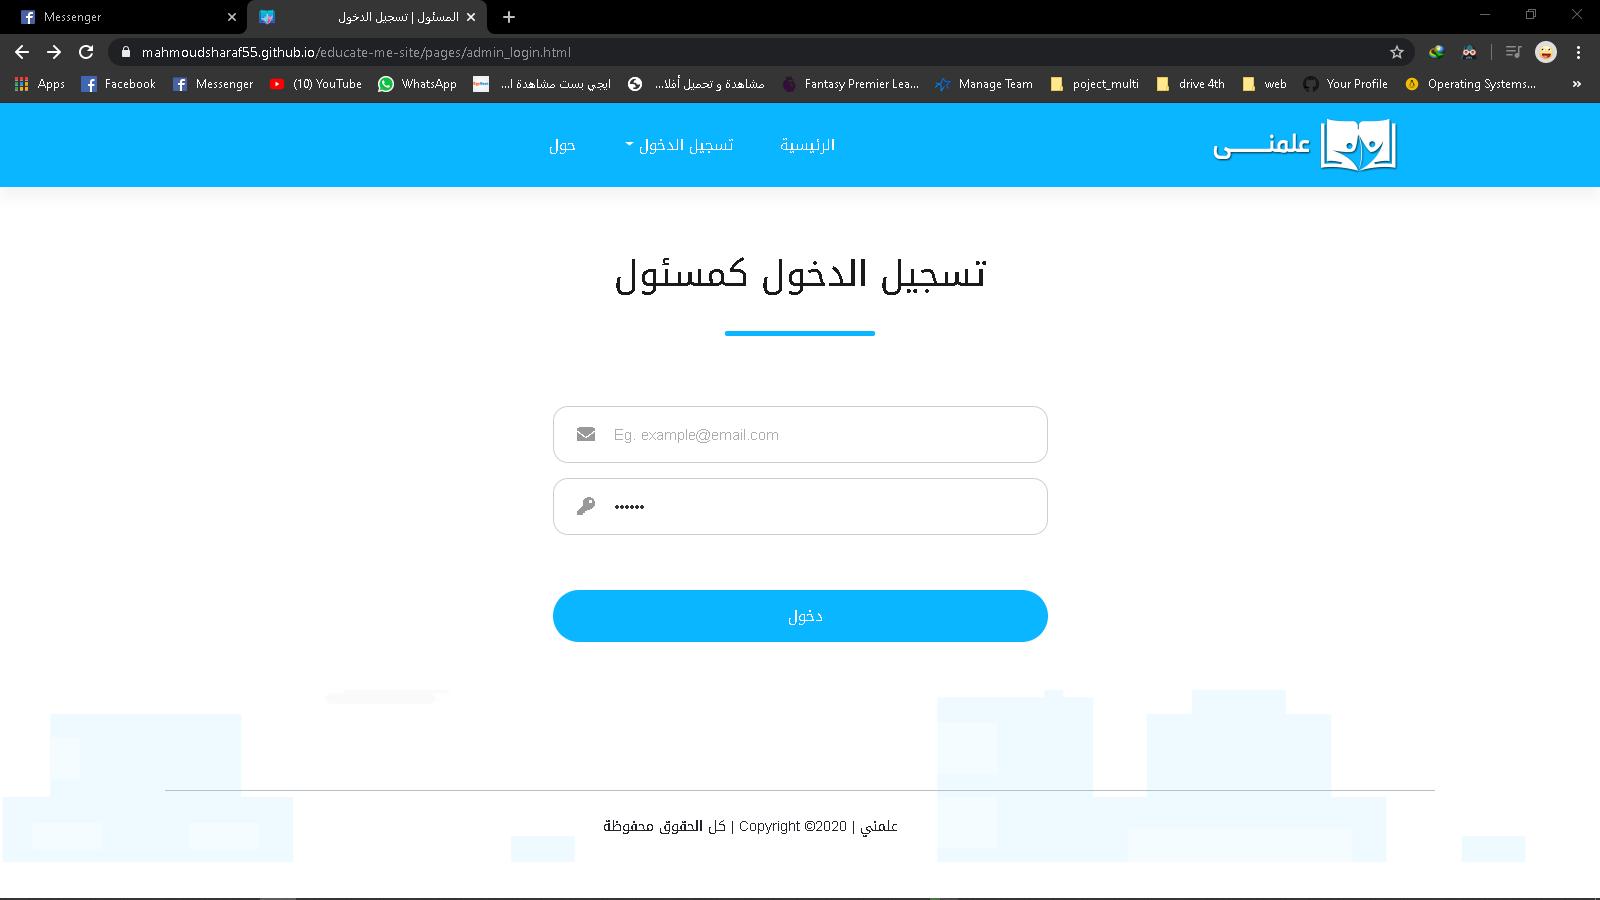 Messenger
المسئول | تسجيل الدخول
mahmoudsharaf55.github.io/educate-me-site/pages/admin_login.html
Apps
Facebook
Messenger
(10) YouTube
WhatsApp
ايجي بست مشاهدة ا...
مشاهدة و تحميل أفلا...
Fantasy Premier Lea...
Manage Team
poject_multi
drive 4th
web
Your Profile
Operating Systems...
»
علمنـــى
الرئيسية
تسجيل الدخول
حول
تسجيل الدخول كمسئول
Eg. example@email.com
••••••
دخول
علمني | Copyright ©2020 | كل الحقوق محفوظة